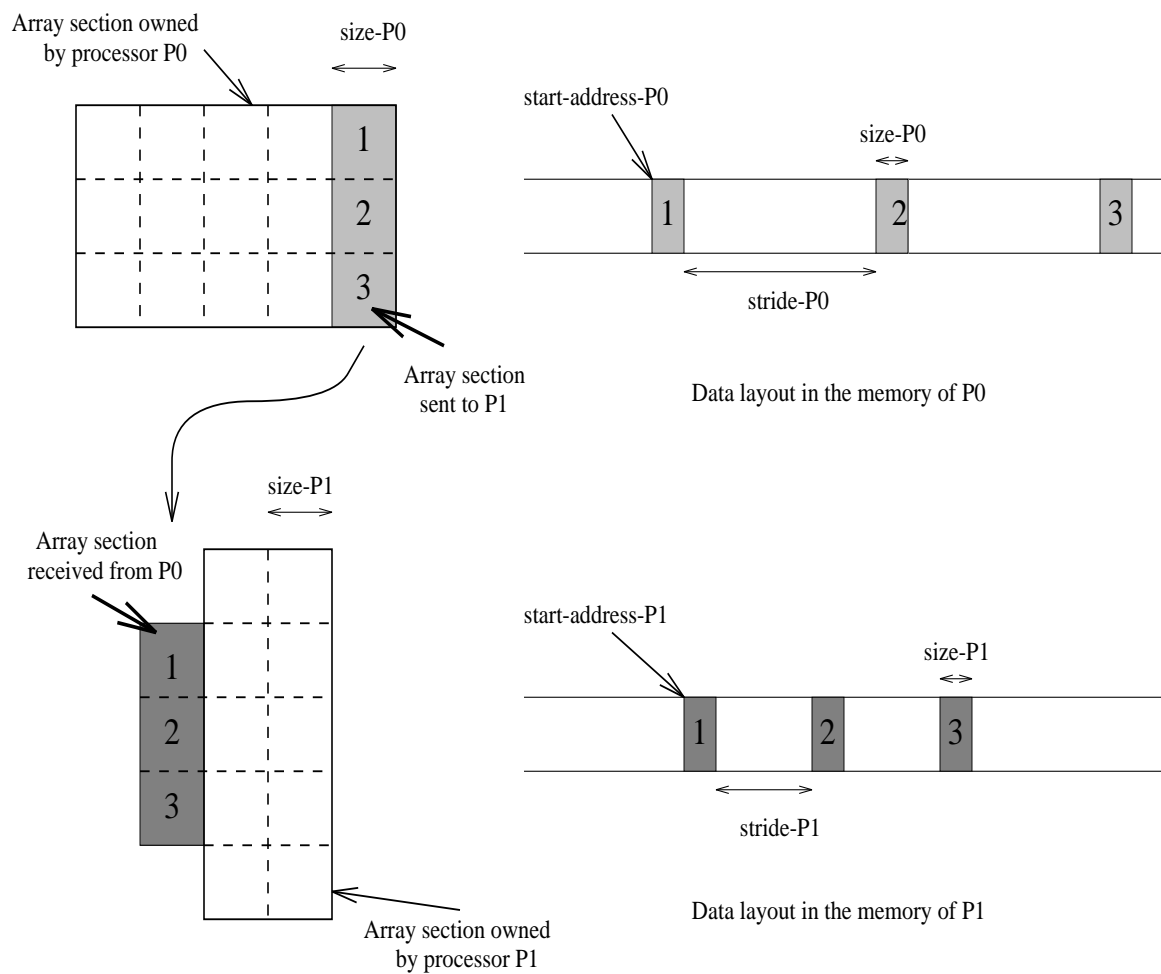 Array section owned
by processor P0
size-P0
1
2
3
Array section
sent to P1
start-address-P0
size-P0
1
2
3
stride-P0
Data layout in the memory of P0
size-P1
Array section
received from P0
1
2
3
Array section owned
by processor P1
start-address-P1
size-P1
1
2
3
stride-P1
Data layout in the memory of P1